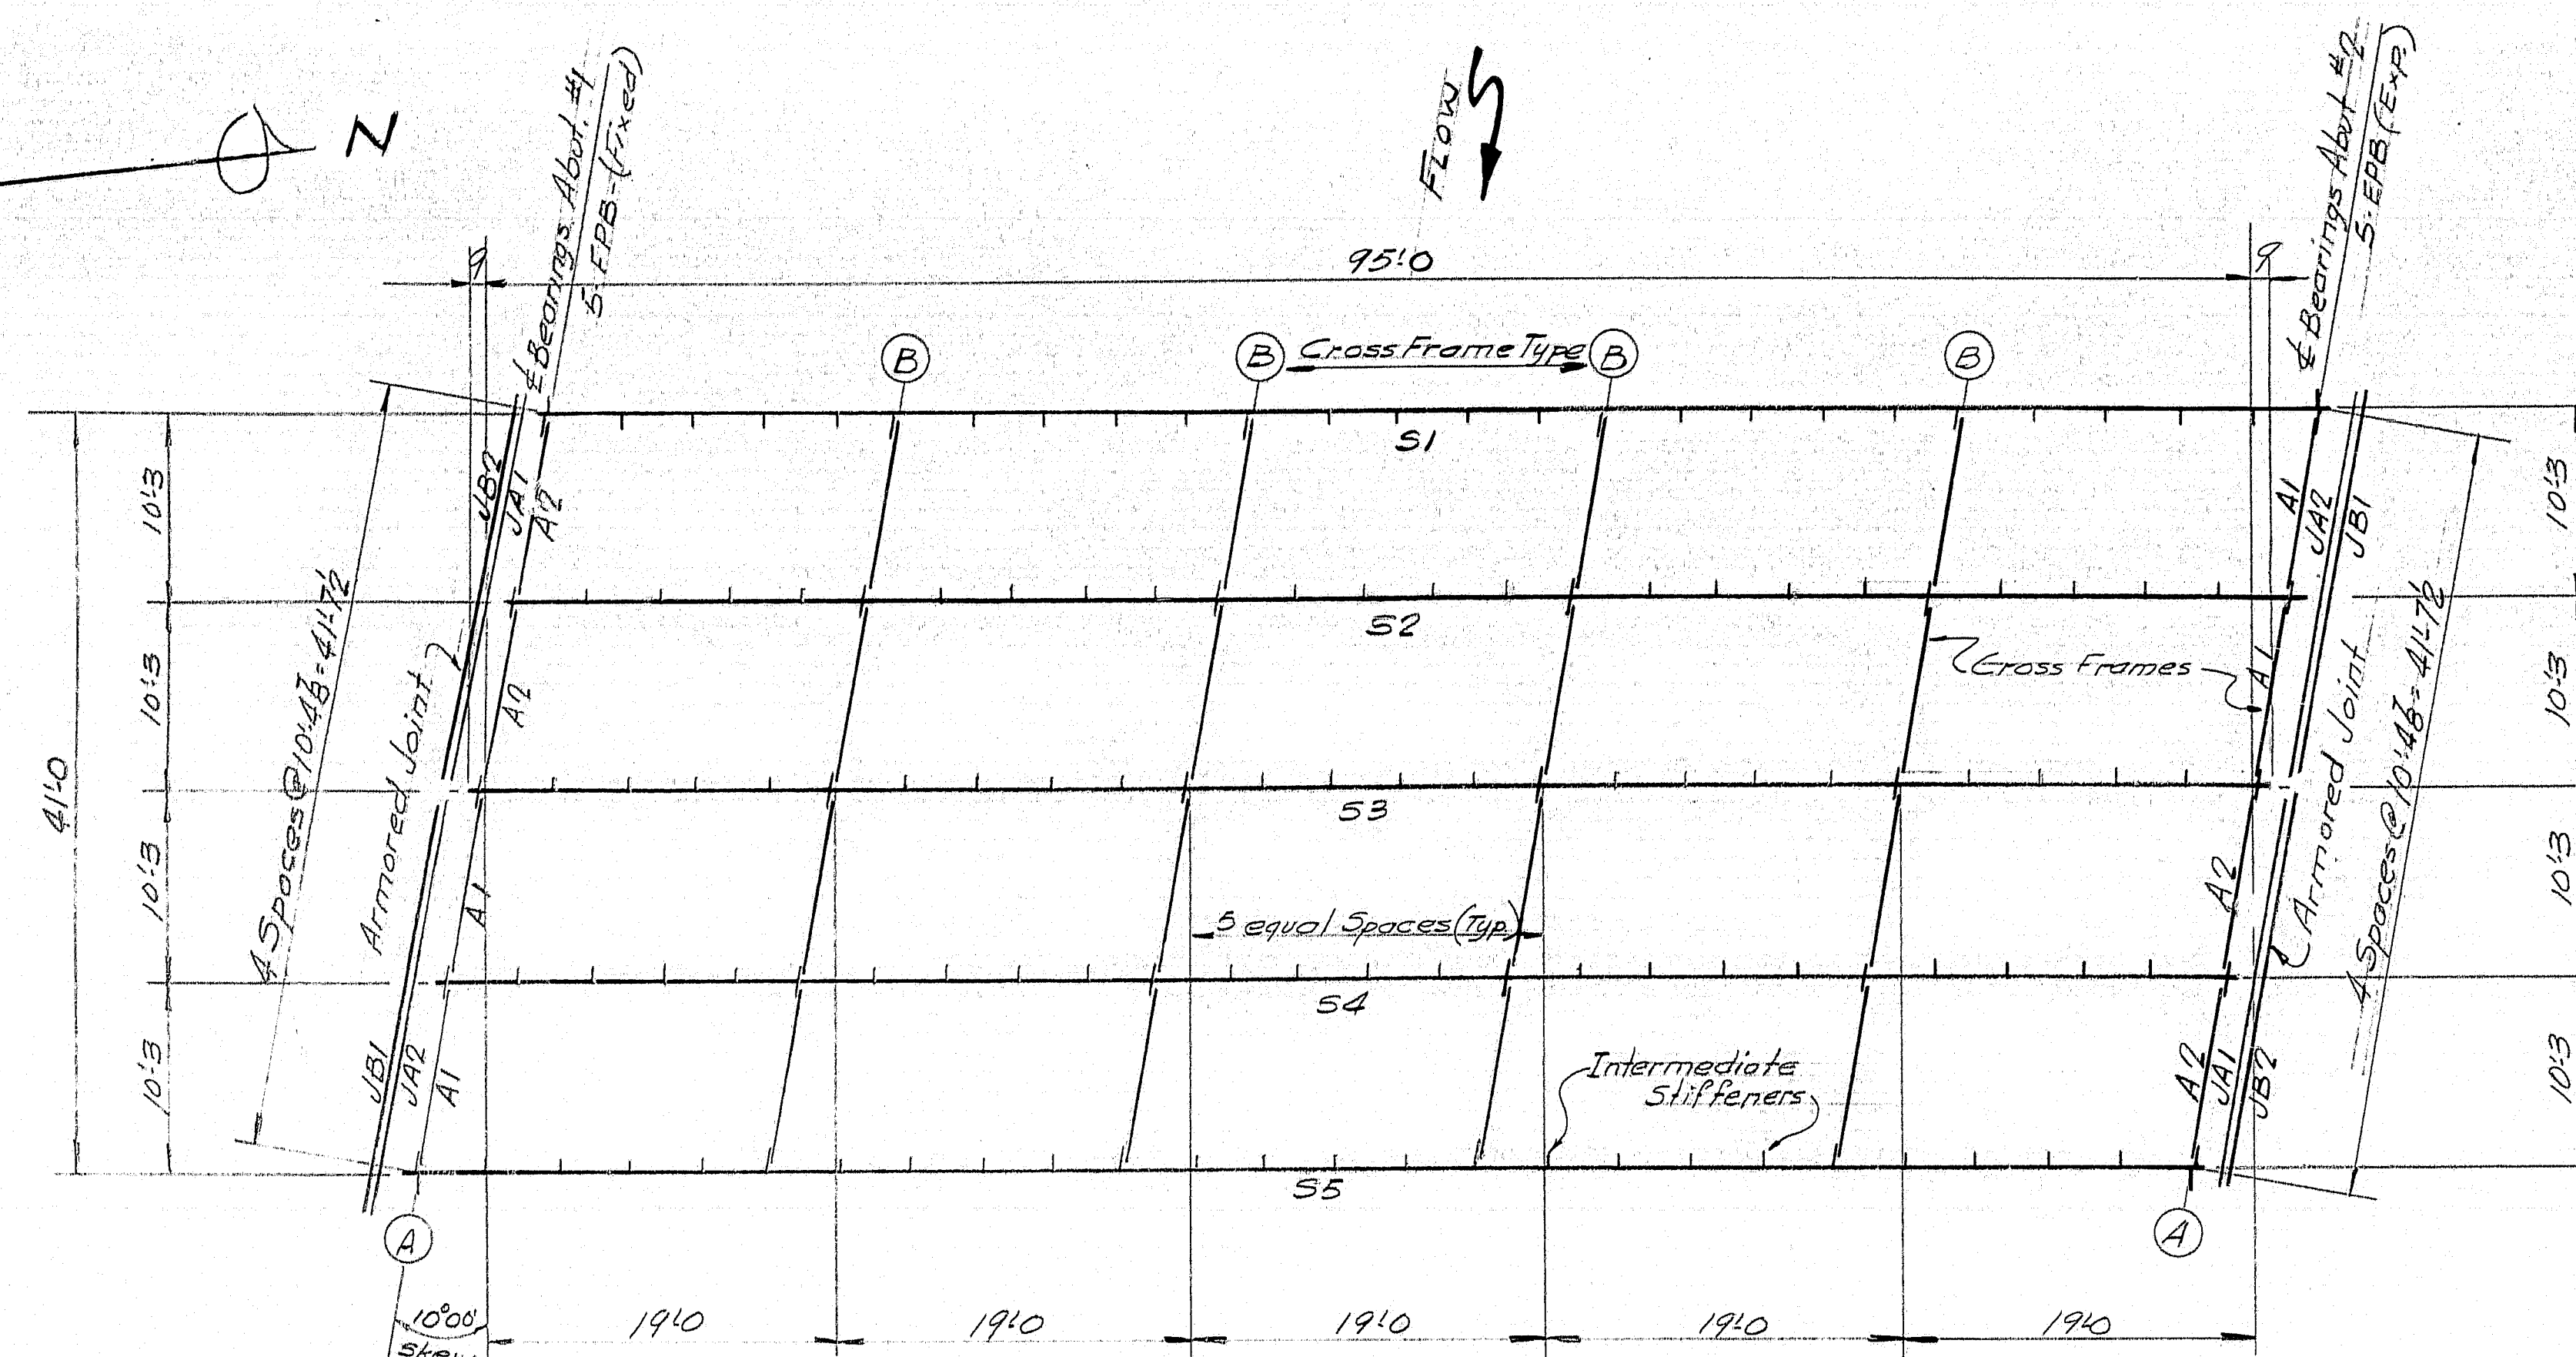 N
FLOW
₵ Bearings Abut. #1
5-EPB-(Fixed)
₵ Bearings Abut #2
5-EPB (Exp.)
9
95'-0
9
B
B
Cross Frame Type
B
B
S1
S2
S3
S4
S5
JB2
JA1
A2
A2
A1
JB1
JA2
A1
A1
JA2
JB1
A1
A2
A2
JA1
JB2
10'-3
10'-3
10'-3
10'-3
41'-0
4 Spaces @ 10'-4 7/8 = 41'-7 1/2
Armored Joint
Cross Frames
5 equal Spaces (Typ.)
Intermediate
Stiffeners
Armored Joint
4 Spaces @ 10'-4 7/8 = 41'-7 1/2
10'-3
10'-3
10'-3
10'-3
A
A
10°00'
Skew
19'-0
19'-0
19'-0
19'-0
19'-0